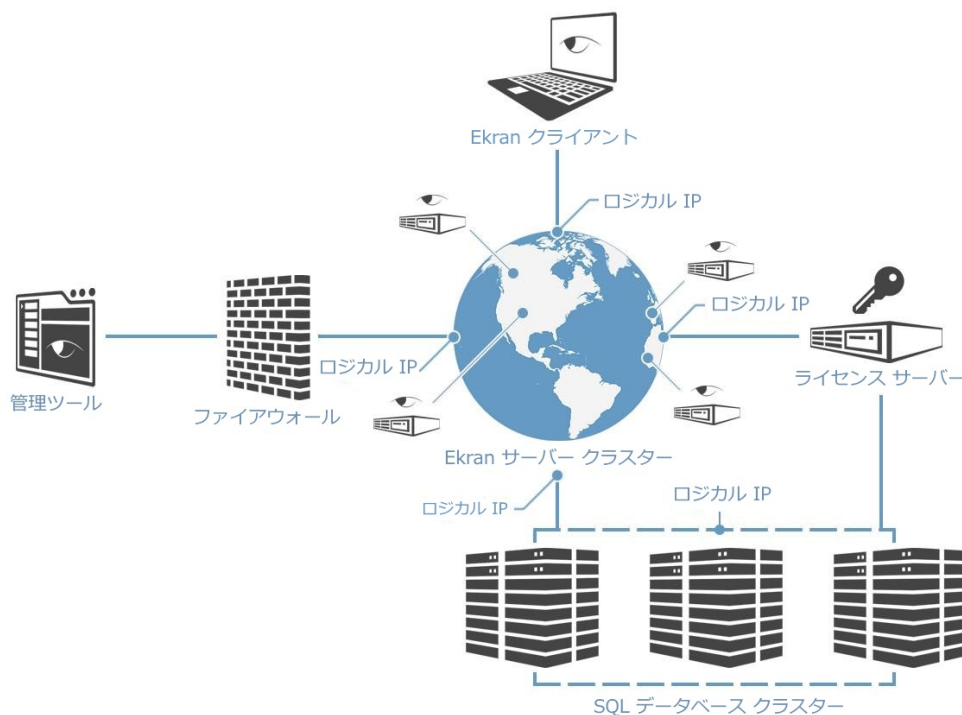 Ekran クライアント
ロジカル IP
ロジカル IP
ロジカル IP
管理ツール
ファイアウォール
ライセンス サーバー
Ekran サーバー クラスター
ロジカル IP
ロジカル IP
SQL データベース クラスター